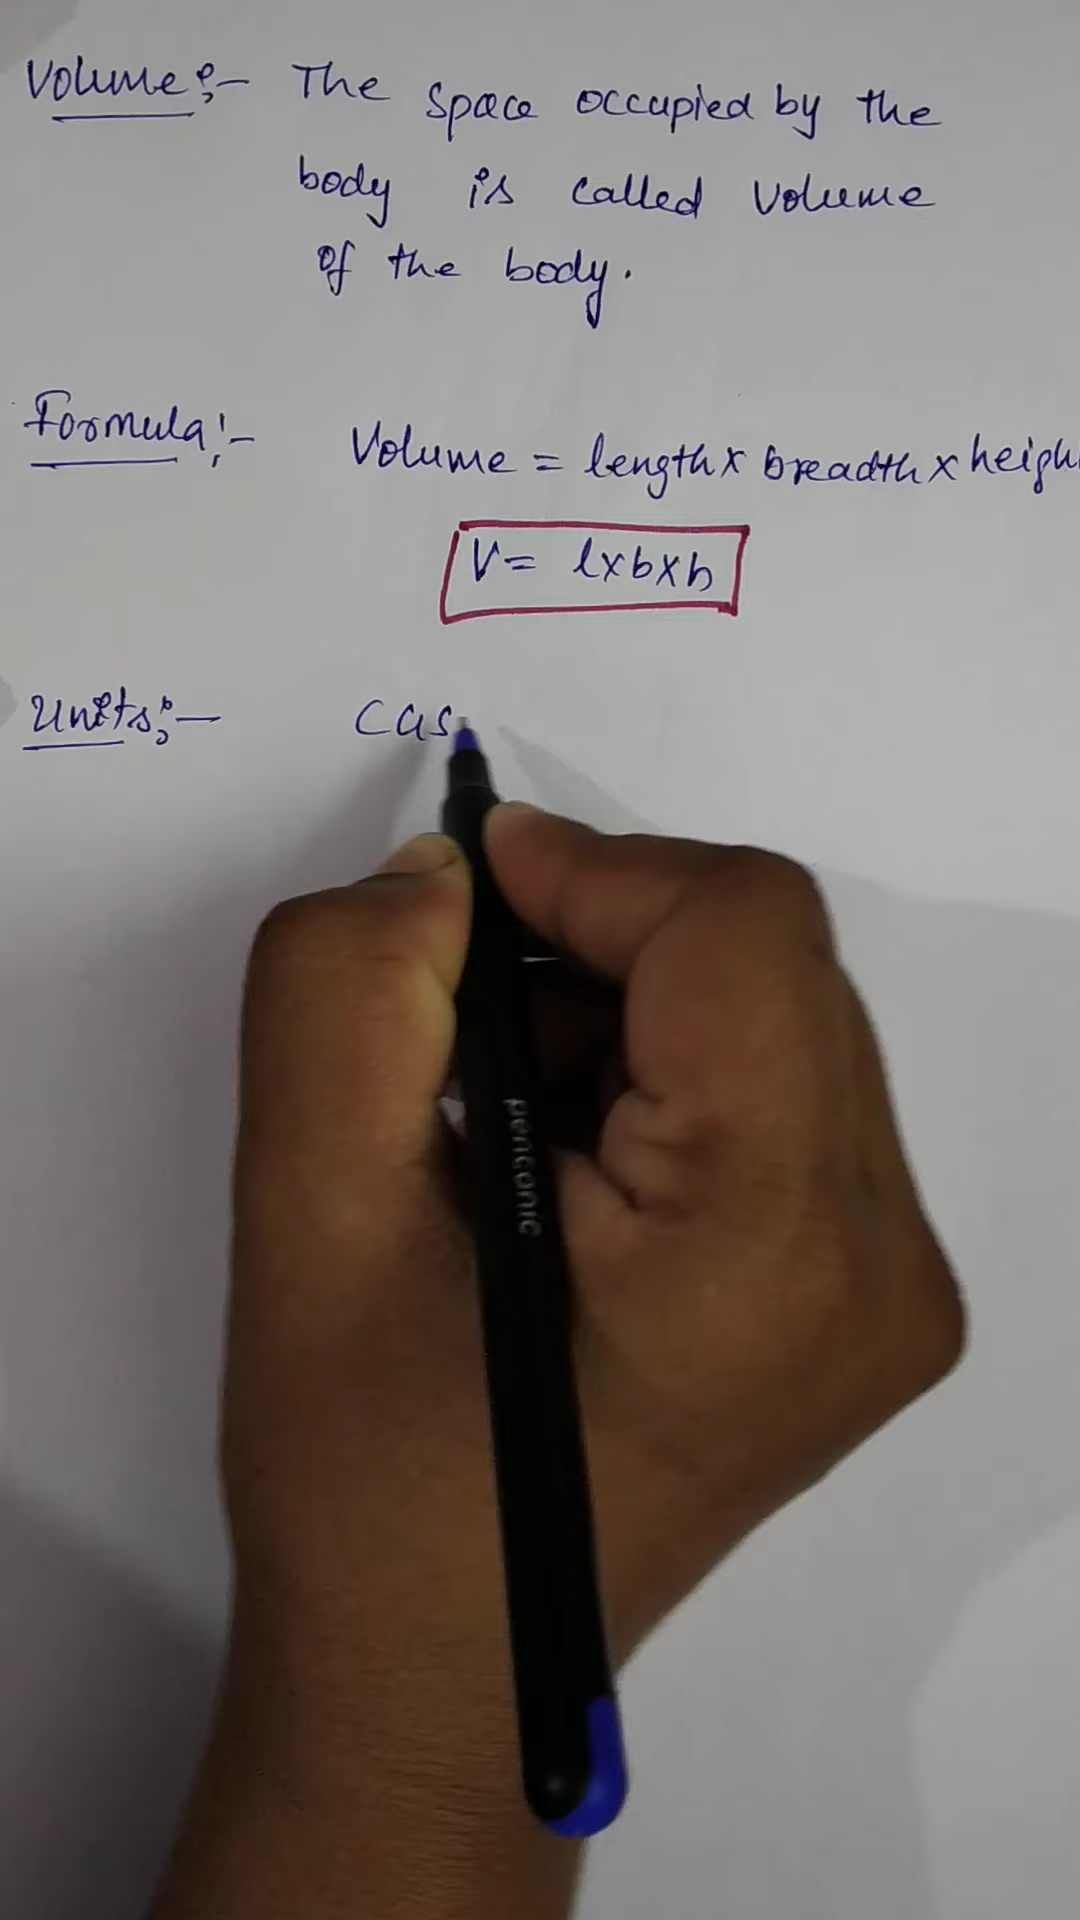 Volume:- The space occupied by the
body is called volume
of the body.
Formula:- Volume = length x breadth x heigh
V = l x b x h
Units:- CGS
pentonic